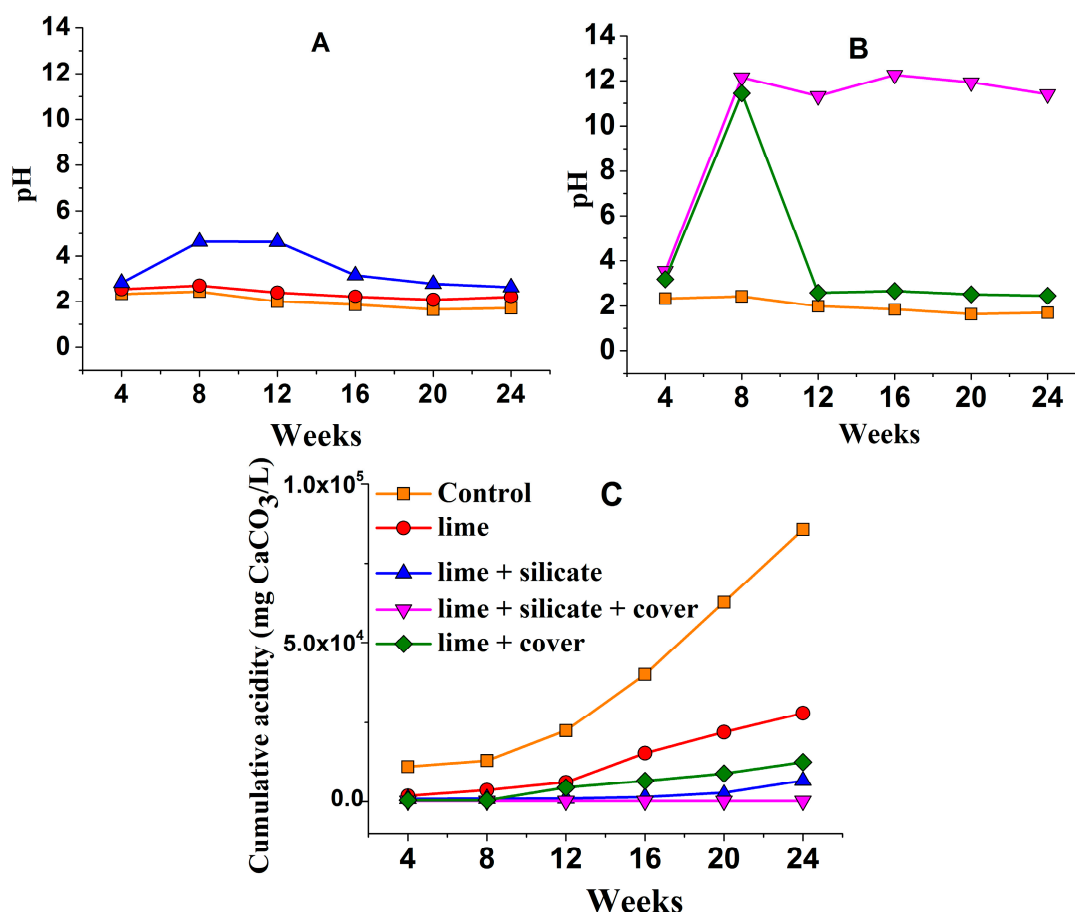 A
pH
14
12
10
8
6
4
2
0
4 8 12 16 20 24
Weeks
B
pH
14
12
10
8
6
4
2
0
4 8 12 16 20 24
Weeks
C
Cumulative acidity (mg CaCO3/L)
1.0x10^5
5.0x10^4
0.0
Control
lime
lime + silicate
lime + silicate + cover
lime + cover
4 8 12 16 20 24
Weeks